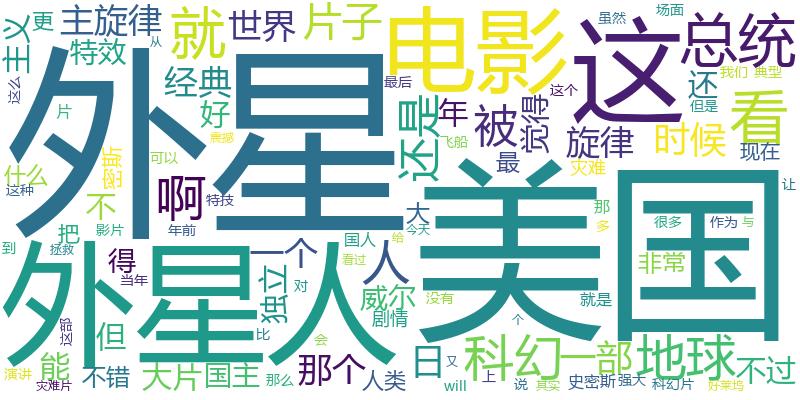 主旋律
更
主义
特效
就
世界
片子
电影
这
虽然
场面
总统
这么
从
经典
好
最后
年
被
觉得
这个
还
我们
典型
但是
看
外星
片
震撼
可以
还是
飞船
最
旋律
时候
现在
什么
这种
不
啊
特技
灾难
让
影片
年前
大
今天
美国
那
多
很多
作为
与
到
拯救
把
得
当年
一个
国人
给
看过
人
非常
外星人
独立
对
威尔
没有
就是
这部
但
比
剧情
会
个
能
不错
大片
国主
那么
那个
人类
日
又
科幻
一部
地球
不过
演讲
灾难片
will
上
说
其实
史密斯
强大
科幻片
好莱坞